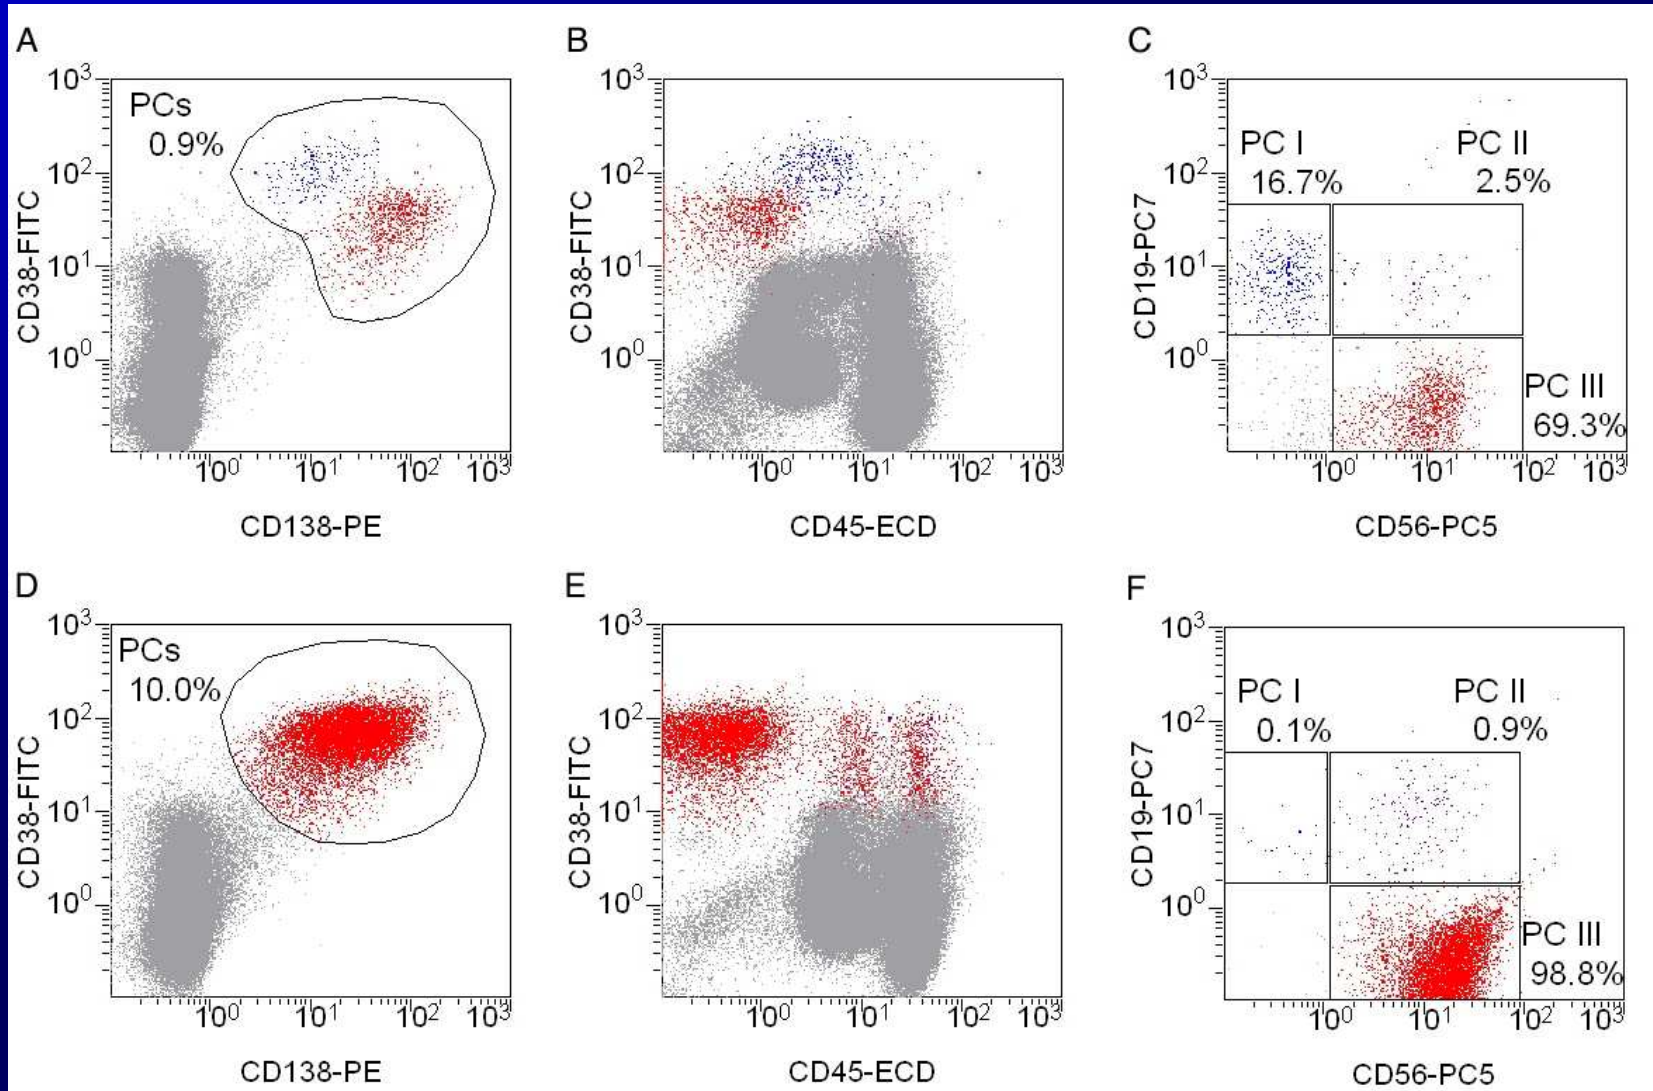 A
B
C
10³
PCs
0.9%
10²
10¹
10⁰
CD38-FITC
10⁰ 10¹ 10² 10³
CD138-PE
10³
10²
10¹
10⁰
CD38-FITC
10⁰ 10¹ 10² 10³
CD45-ECD
10³
PC I
16.7%
PC II
2.5%
10²
10¹
10⁰
CD19-PC7
PC III
69.3%
10⁰ 10¹ 10² 10³
CD56-PC5
D
E
F
10³
PCs
10.0%
10²
10¹
10⁰
CD38-FITC
10⁰ 10¹ 10² 10³
CD138-PE
10³
10²
10¹
10⁰
CD38-FITC
10⁰ 10¹ 10² 10³
CD45-ECD
10³
PC I
0.1%
PC II
0.9%
10²
10¹
10⁰
CD19-PC7
PC III
98.8%
10⁰ 10¹ 10² 10³
CD56-PC5